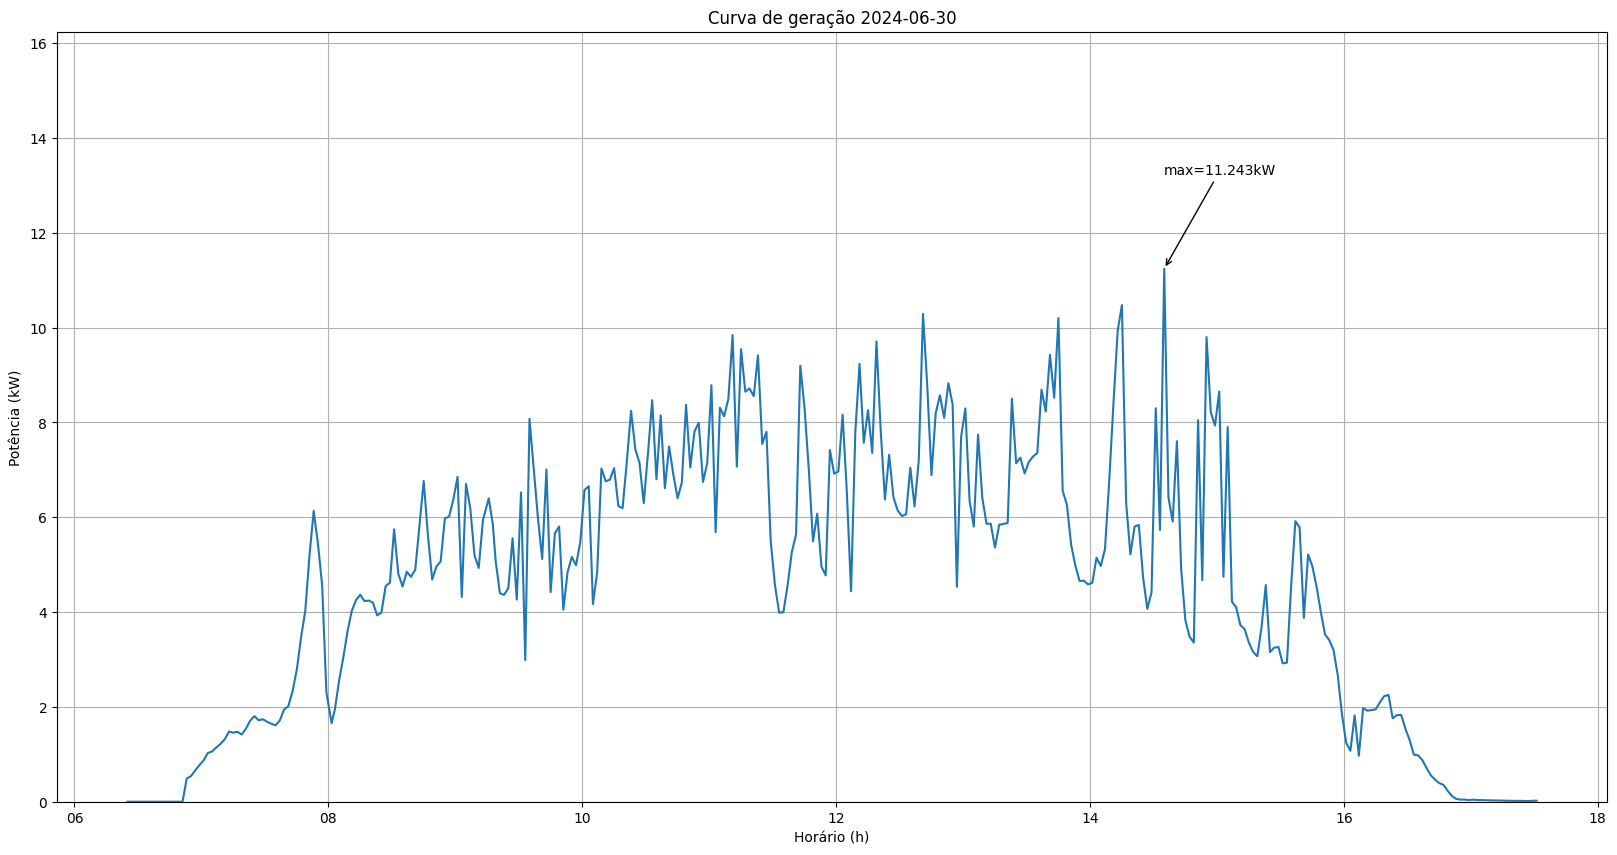 Curva de geração 2024-06-30
16
14
max=11.243kW
12
10
8
6
4
2
0
Potência (kW)
06 08 10 12 14 16 18
Horário (h)